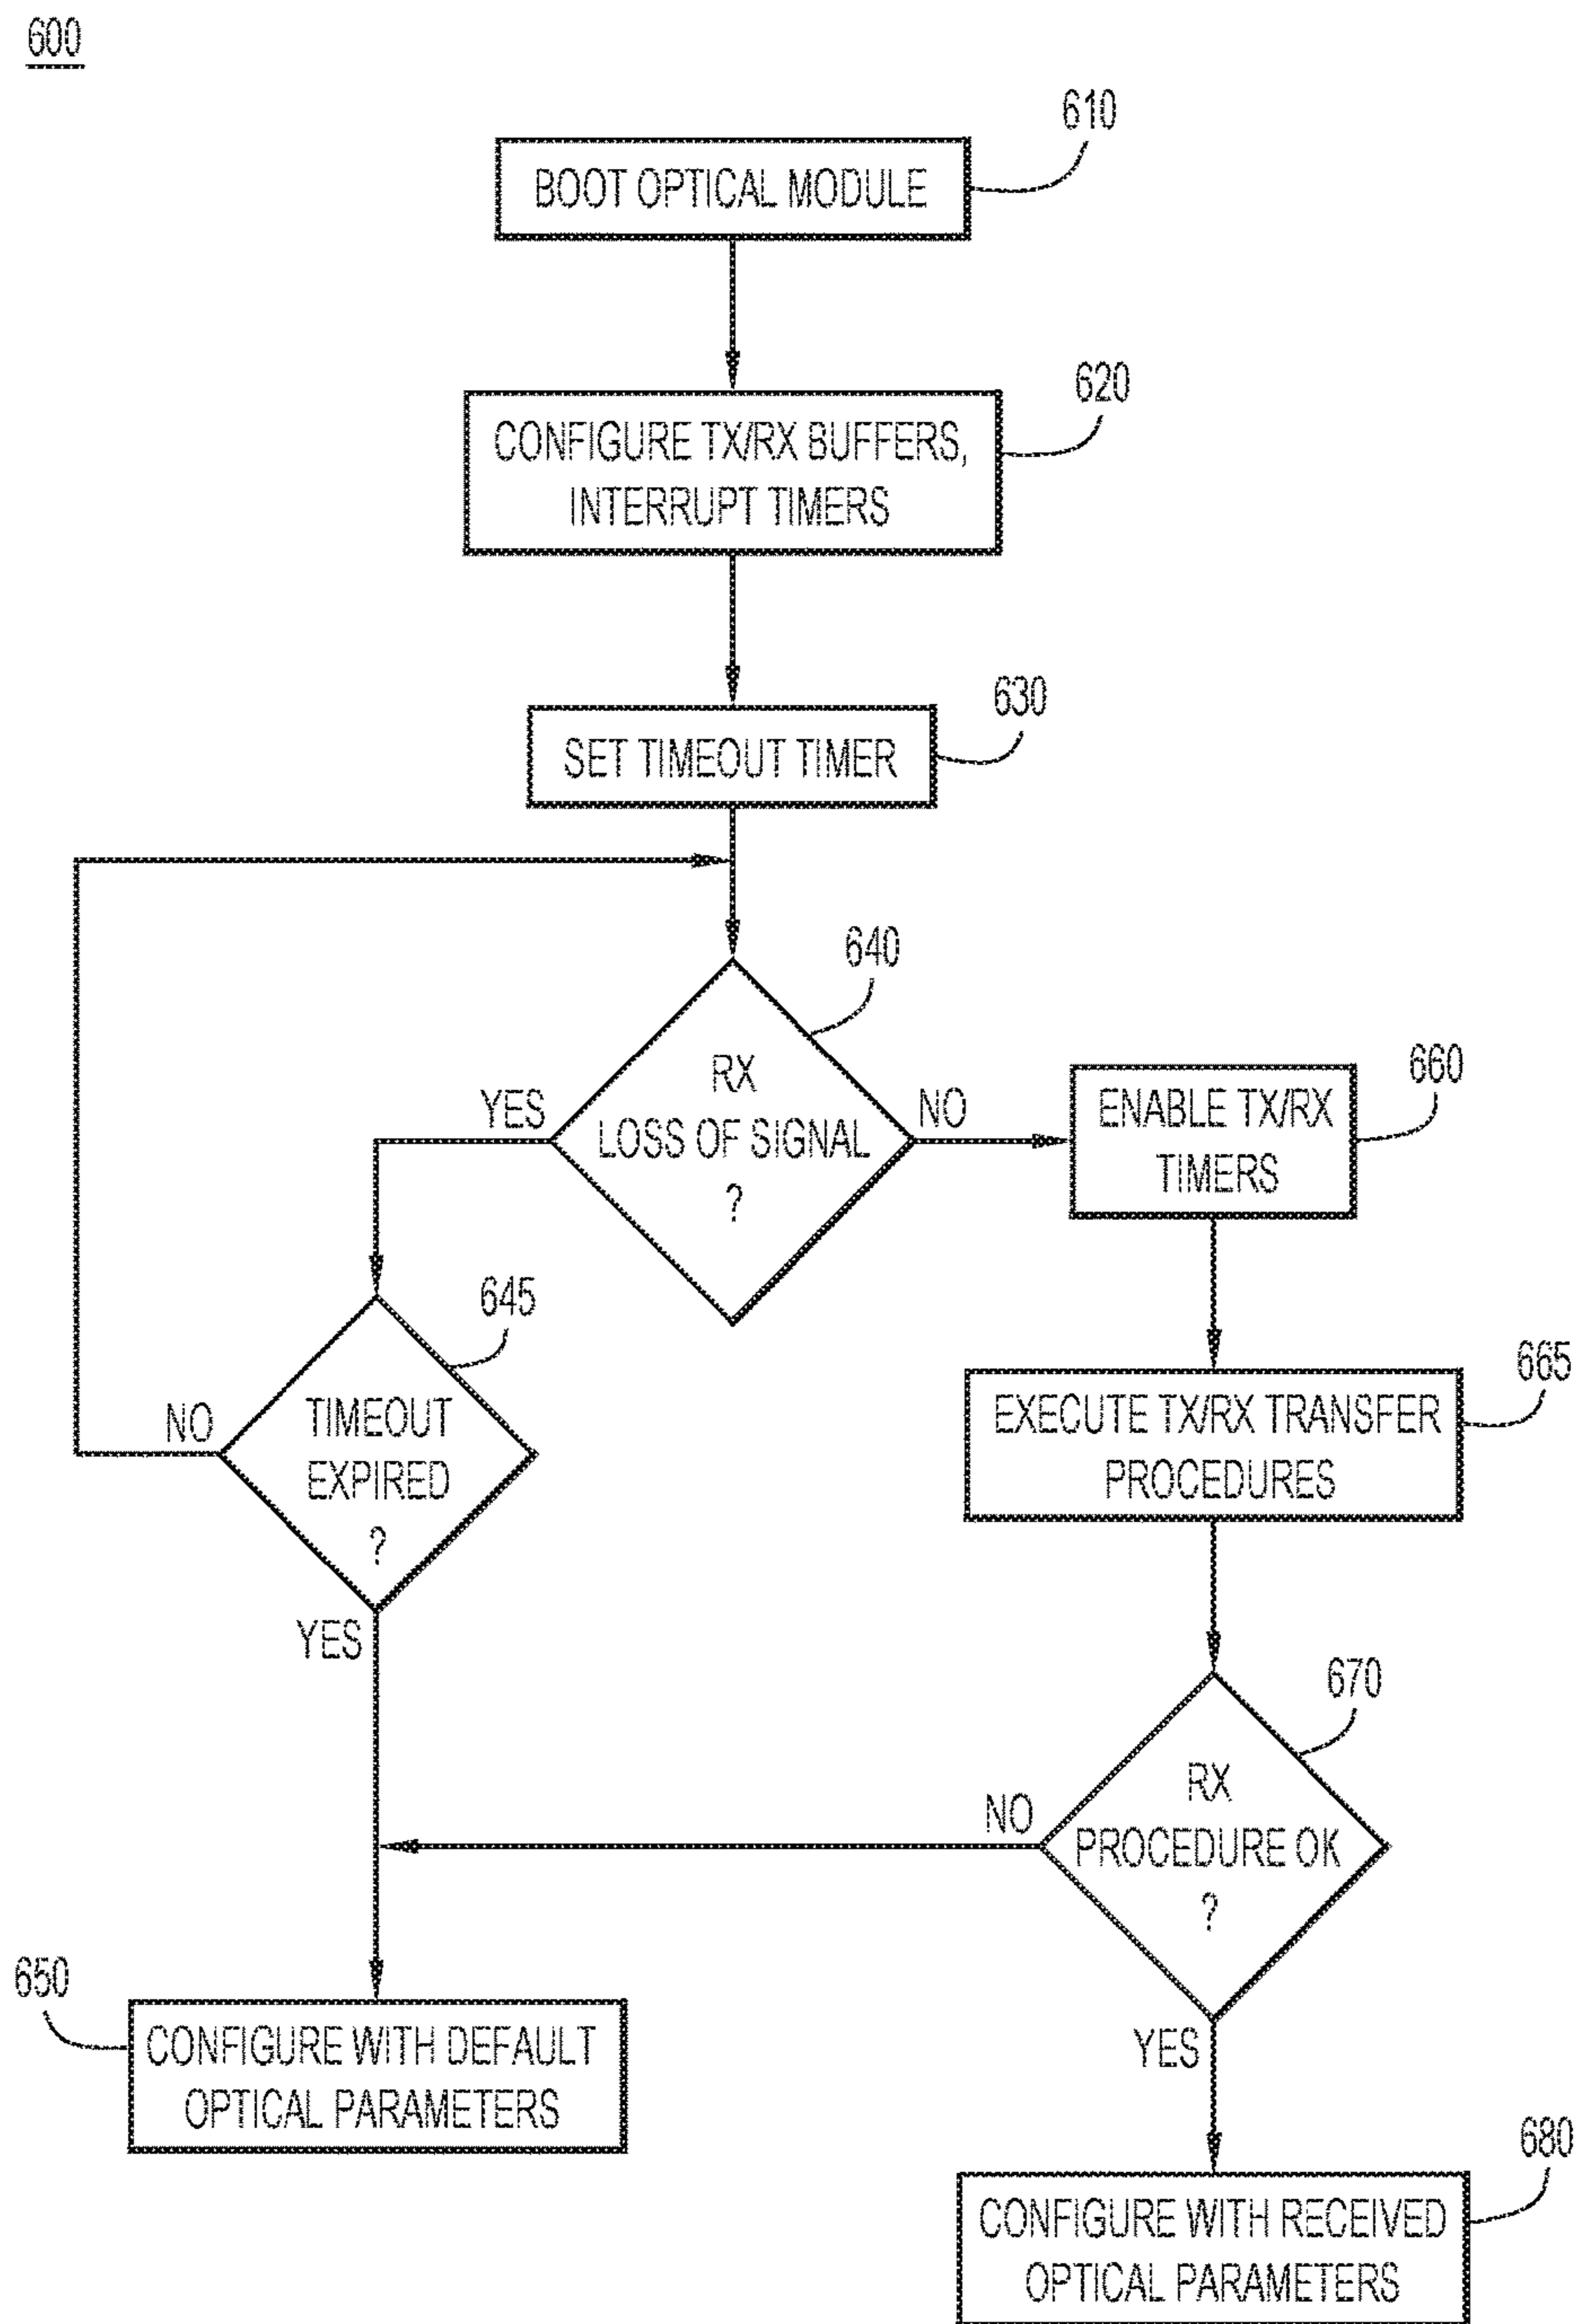 600
610
BOOT OPTICAL MODULE
620
CONFIGURE TX/RX BUFFERS,
INTERRUPT TIMERS
630
SET TIMEOUT TIMER
640
RX
LOSS OF SIGNAL
?
YES
NO
660
ENABLE TX/RX
TIMERS
645
TIMEOUT
EXPIRED
?
NO
YES
665
EXECUTE TX/RX TRANSFER
PROCEDURES
670
RX
PROCEDURE OK
?
NO
YES
650
CONFIGURE WITH DEFAULT
OPTICAL PARAMETERS
680
CONFIGURE WITH RECEIVED
OPTICAL PARAMETERS